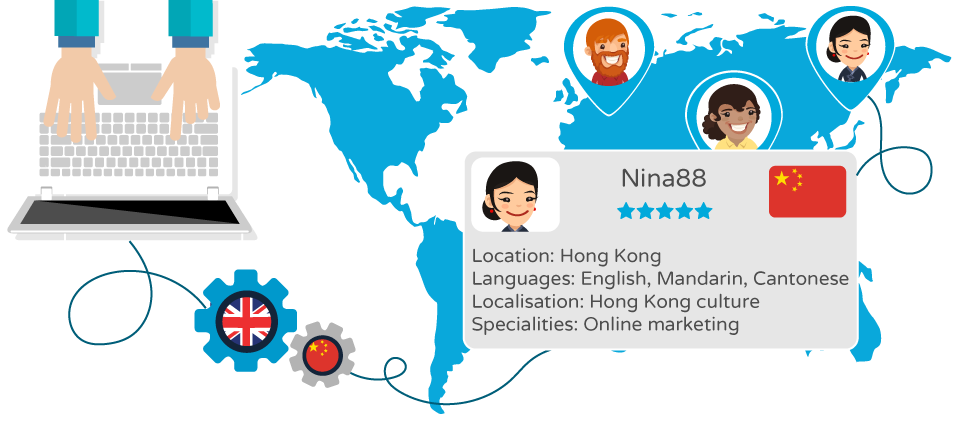 Nina88
Location: Hong Kong
Languages: English, Mandarin, Cantonese
Localisation: Hong Kong culture
Specialities: Online marketing